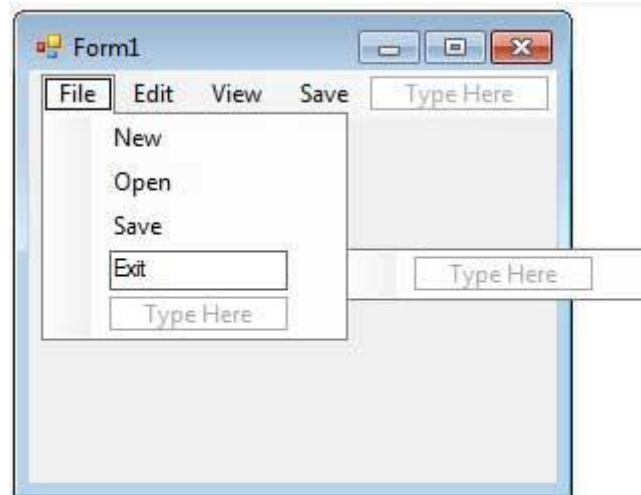 Form1
File Edit View Save Type Here
New
Open
Save
Exit Type Here
Type Here